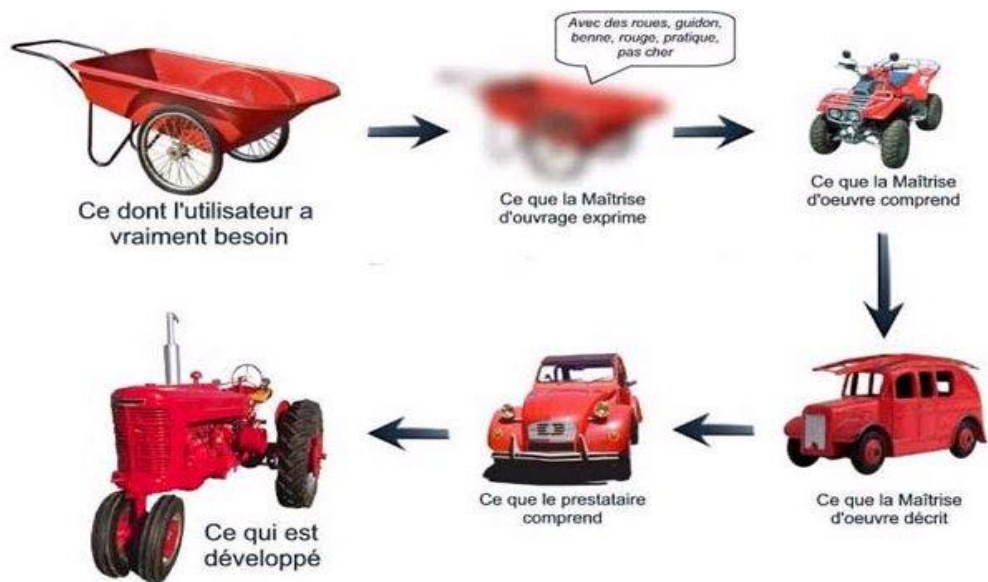 Avec des roues, guidon,
benne, rouge, pratique,
pas cher
Ce dont l'utilisateur a
vraiment besoin
Ce que la Maîtrise
d'ouvrage exprime
Ce que la Maîtrise
d'oeuvre comprend
Ce que la Maîtrise
d'oeuvre décrit
Ce que le prestataire
comprend
Ce qui est
développé